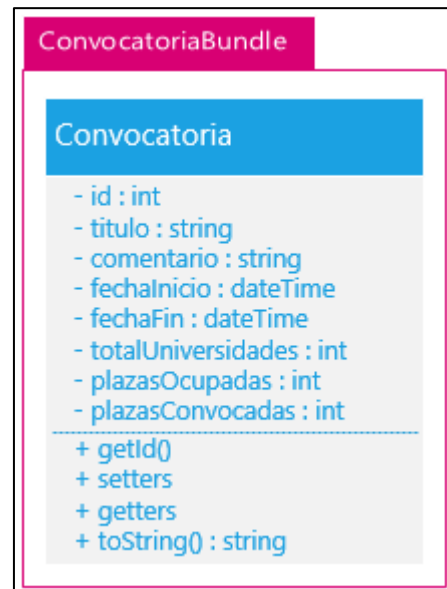 ConvocatoriaBundle
Convocatoria
- id : int
- titulo : string
- comentario : string
- fechaInicio : dateTime
- fechaFin : dateTime
- totalUniversidades : int
- plazasOcupadas : int
- plazasConvocadas : int
+ getId()
+ setters
+ getters
+ toString() : string